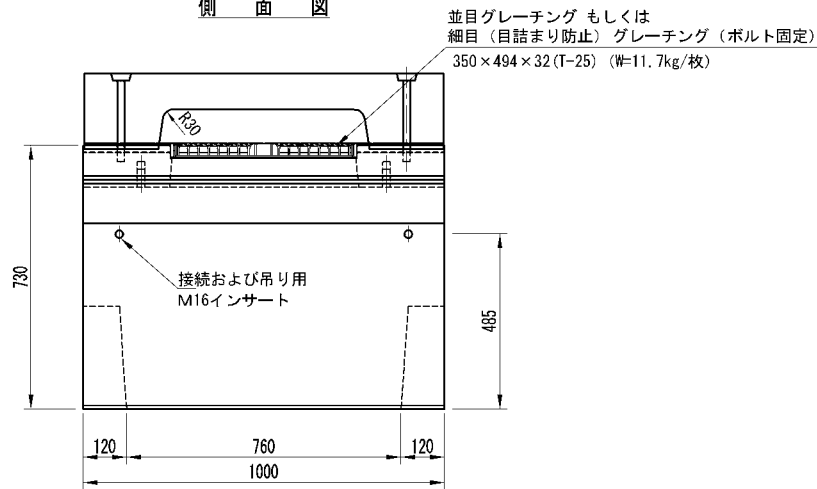 側面図
並目グレーチング もしくは
細目（目詰まり防止）グレーチング（ボルト固定）
350×494×32(T-25) (W=11.7kg/枚)
R30
730
接続および吊り用
M16インサート
485
120
760
120
1000